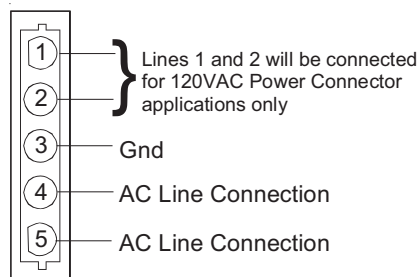 1
Lines 1 and 2 will be connected
for 120VAC Power Connector
applications only
2
3 Gnd
4 AC Line Connection
5 AC Line Connection